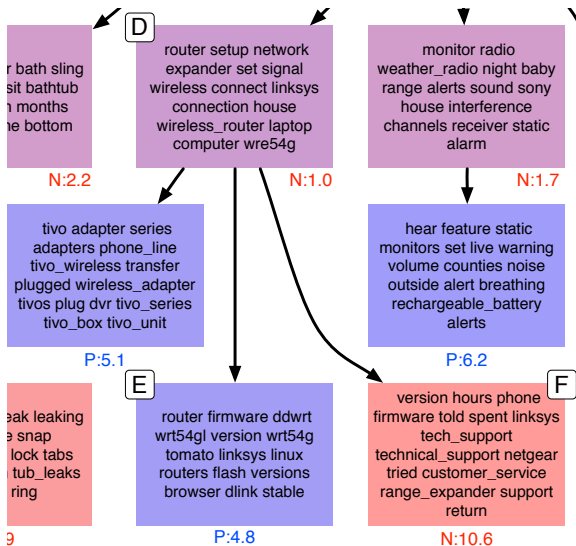 D
r bath sling
sit bathtub
months
bottom
N:2.2
router setup network
expander set signal
wireless connect linksys
connection house
wireless_router laptop
computer wre54g
N:1.0
monitor radio
weather_radio night baby
range alerts sound sony
house interference
channels receiver static
alarm
N:1.7
tivo adapter series
adapters phone_line
tivo_wireless transfer
plugged wireless_adapter
tivos plug dvr tivo_series
tivo_box tivo_unit
P:5.1
hear feature static
monitors set live warning
volume counties noise
outside alert breathing
rechargeable_battery
alerts
P:6.2
eak leaking
e snap
lock tabs
tub_leaks
ring
9
E
router firmware ddwrt
wrt54gl version wrt54g
tomato linksys linux
routers flash versions
browser dlink stable
P:4.8
F
version hours phone
firmware told spent linksys
tech_support
technical_support netgear
tried customer_service
range_expander support
return
N:10.6